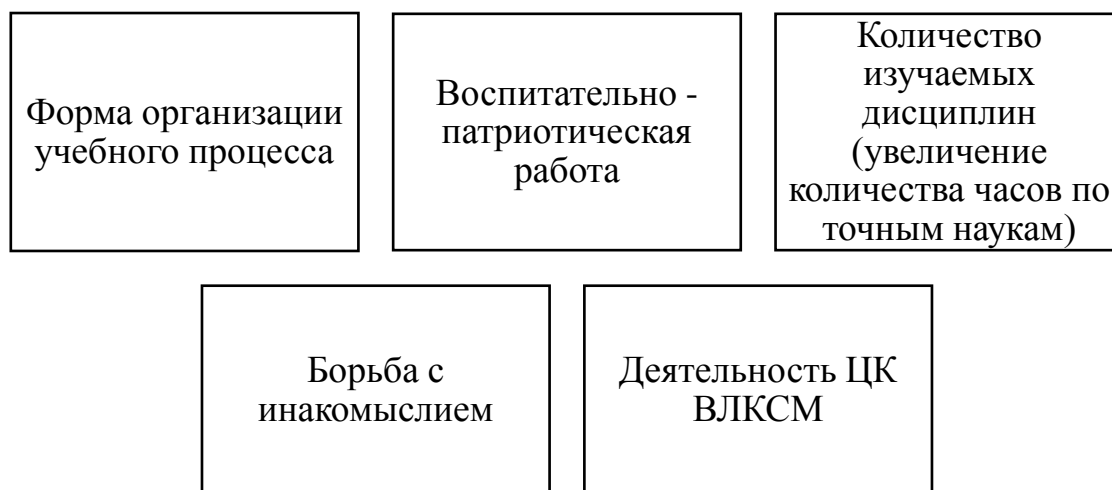 Форма организации
учебного процесса
Воспитательно -
патриотическая
работа
Количество
изучаемых
дисциплин
(увеличение
количества часов по
точным наукам)
Борьба с
инакомыслием
Деятельность ЦК
ВЛКСМ